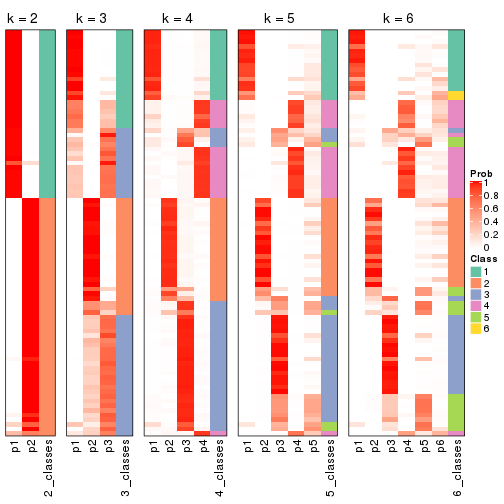 k = 2
k = 3
k = 4
k = 5
k = 6
Prob
1
0.8
0.6
0.4
0.2
0
Class
1
2
3
4
5
6
p1
p2
2_classes
p1
p2
p3
3_classes
p1
p2
p3
p4
4_classes
p1
p2
p3
p4
p5
5_classes
p1
p2
p3
p4
p5
p6
6_classes